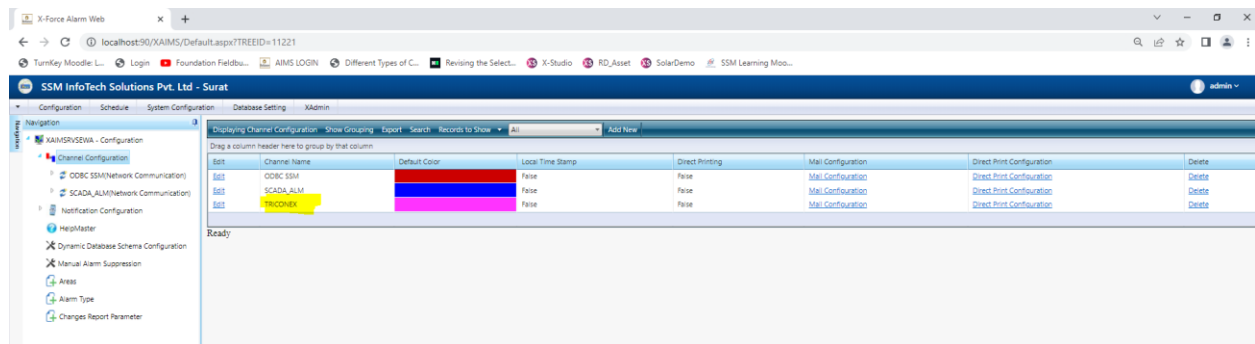 X-Force Alarm Web
localhost:90/XAIMS/Default.aspx?TREEID=11221
TurnKey Moodle: L... Login Foundation Fieldbu... AIMS LOGIN Different Types of C... Revising the Select... X-Studio RD_Asset SolarDemo SSM Learning Moo...
SSM InfoTech Solutions Pvt. Ltd - Surat admin
Configuration Schedule System Configuration Database Setting XAdmin
Navigation
Navigation
Displaying Channel Configuration Show Grouping Export Search Records to Show All Add New
XAIMSRVSEWA - Configuration
Drag a column header here to group by that column
Channel Configuration
Edit Channel Name Default Color Local Time Stamp Direct Printing Mail Configuration Direct Print Configuration Delete
ODBC SSM(Network Communication)
Edit ODBC SSM False False Mail Configuration Direct Print Configuration Delete
SCADA_ALM(Network Communication)
Edit SCADA_ALM False False Mail Configuration Direct Print Configuration Delete
Edit TRICONEX False False Mail Configuration Direct Print Configuration Delete
Notification Configuration
HelpMaster
Ready
Dynamic Database Schema Configuration
Manual Alarm Suppression
Areas
Alarm Type
Changes Report Parameter